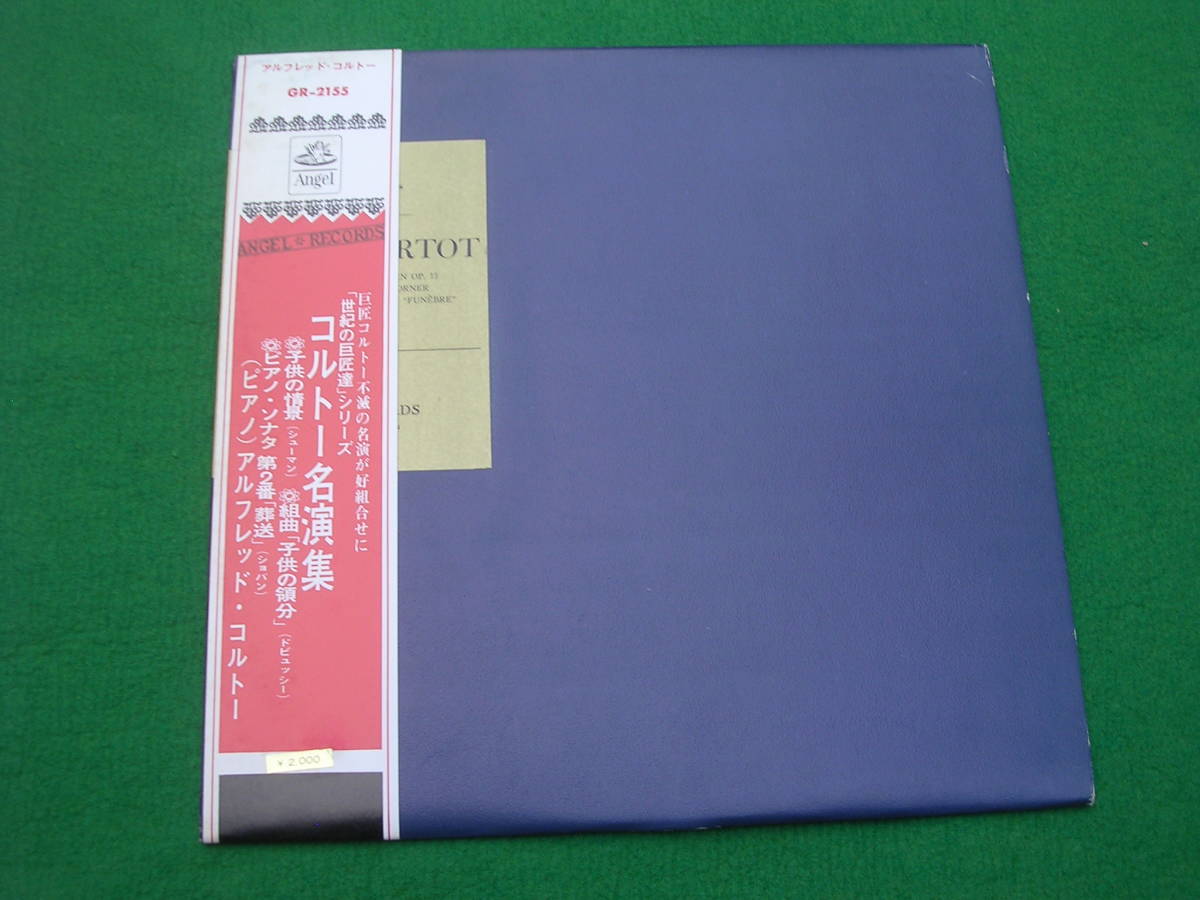 アルフレッド・コルトー
GR-2155
Angel
ANGEL☆RECORDS
巨匠コルトー不滅の名演が好組合せに
「世紀の巨匠達」シリーズ
コルトー名演集
子供の情景(シューマン) 組曲「子供の領分」(ドビュッシー)
ピアノ・ソナタ 第2番「葬送」(ショパン)
(ピアノ)アルフレッド・コルトー
¥2,000
RTOT
N OP. 15
ORNER
"FUNÈBRE"
DS